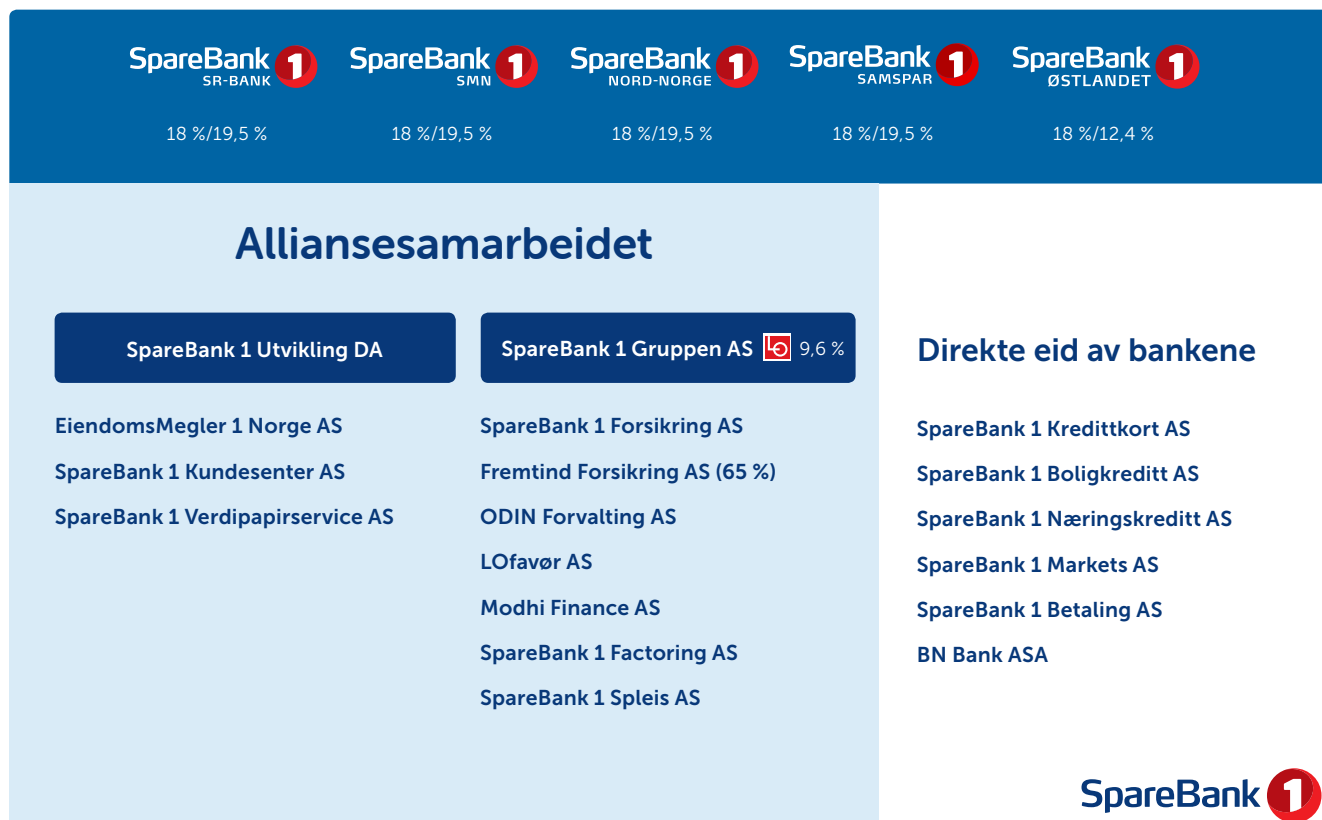 SpareBank 1
SR-BANK
SpareBank 1
SMN
SpareBank 1
NORD-NORGE
SpareBank 1
SAMSPAR
SpareBank 1
ØSTLANDET
18 %/19,5 %
18 %/19,5 %
18 %/19,5 %
18 %/19,5 %
18 %/12,4 %
Alliansesamarbeidet
SpareBank 1 Utvikling DA
EiendomsMegler 1 Norge AS
SpareBank 1 Kundesenter AS
SpareBank 1 Verdipapirservice AS
SpareBank 1 Gruppen AS LO 9,6 %
SpareBank 1 Forsikring AS
Fremtind Forsikring AS (65 %)
ODIN Forvalting AS
LOfavør AS
Modhi Finance AS
SpareBank 1 Factoring AS
SpareBank 1 Spleis AS
Direkte eid av bankene
SpareBank 1 Kredittkort AS
SpareBank 1 Boligkreditt AS
SpareBank 1 Næringskreditt AS
SpareBank 1 Markets AS
SpareBank 1 Betaling AS
BN Bank ASA
SpareBank 1